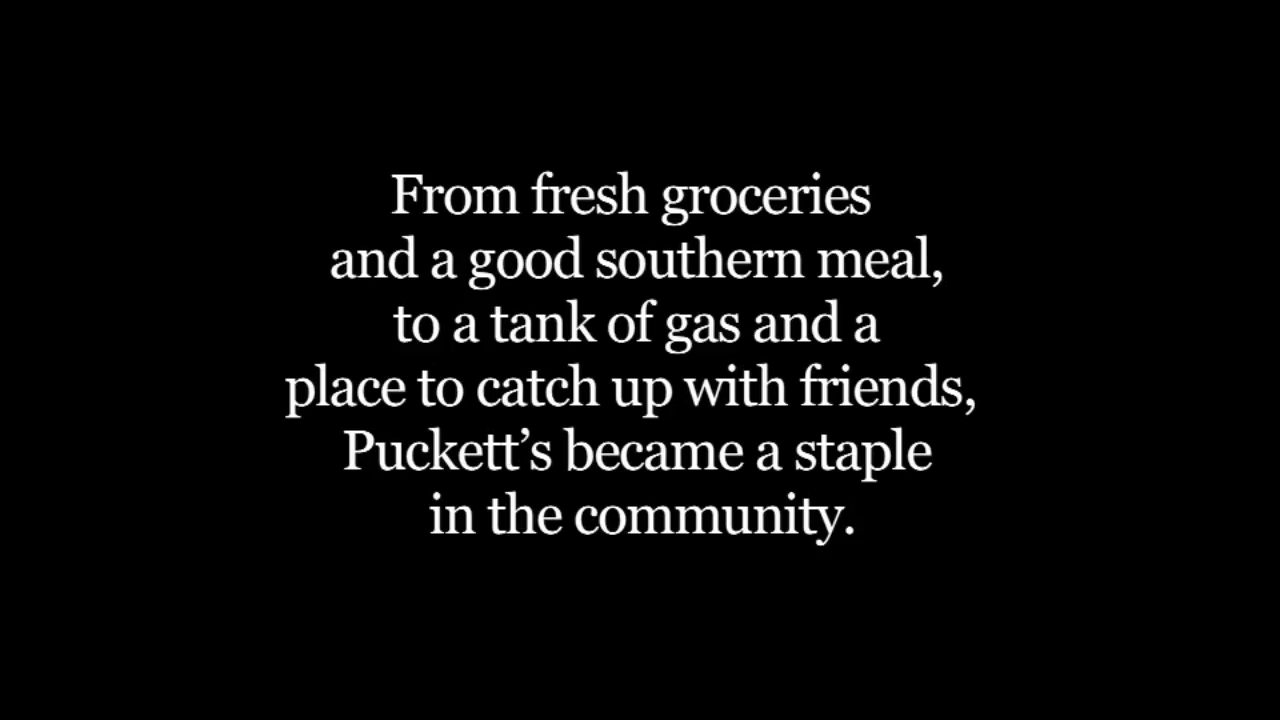 From fresh groceries
and a good southern meal,
to a tank of gas and a
place to catch up with friends,
Puckett’s became a staple
in the community.